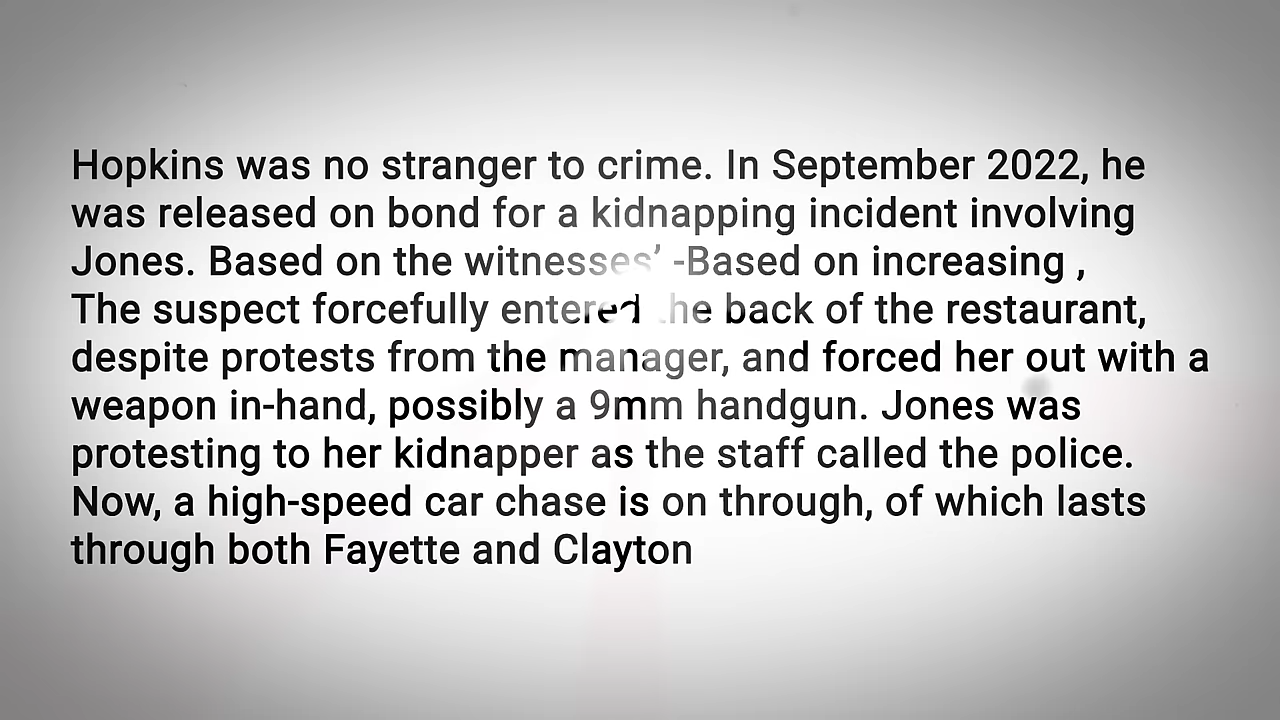 Hopkins was no stranger to crime. In September 2022, he
was released on bond for a kidnapping incident involving
Jones. Based on the witnesses’ -Based on increasing ,
The suspect forcefully entered the back of the restaurant,
despite protests from the manager, and forced her out with a
weapon in-hand, possibly a 9mm handgun. Jones was
protesting to her kidnapper as the staff called the police.
Now, a high-speed car chase is on through, of which lasts
through both Fayette and Clayton